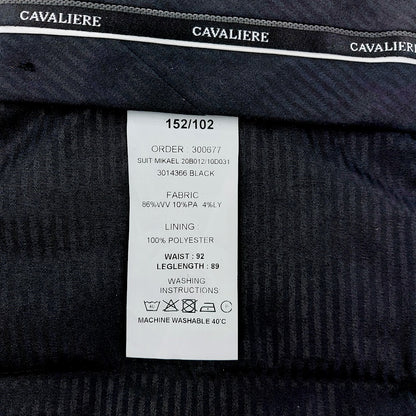 CAVALIERE
CAVALIERE
CAVALIERE
152/102
ORDER : 300677
SUIT MIKAEL 20B012/10D031
3014366 BLACK
FABRIC
86%WV 10%PA 4%LY
LINING
100% POLYESTER
WAIST : 92
LEGLENGTH : 89
WASHING
INSTRUCTIONS
MACHINE WASHABLE 40°C